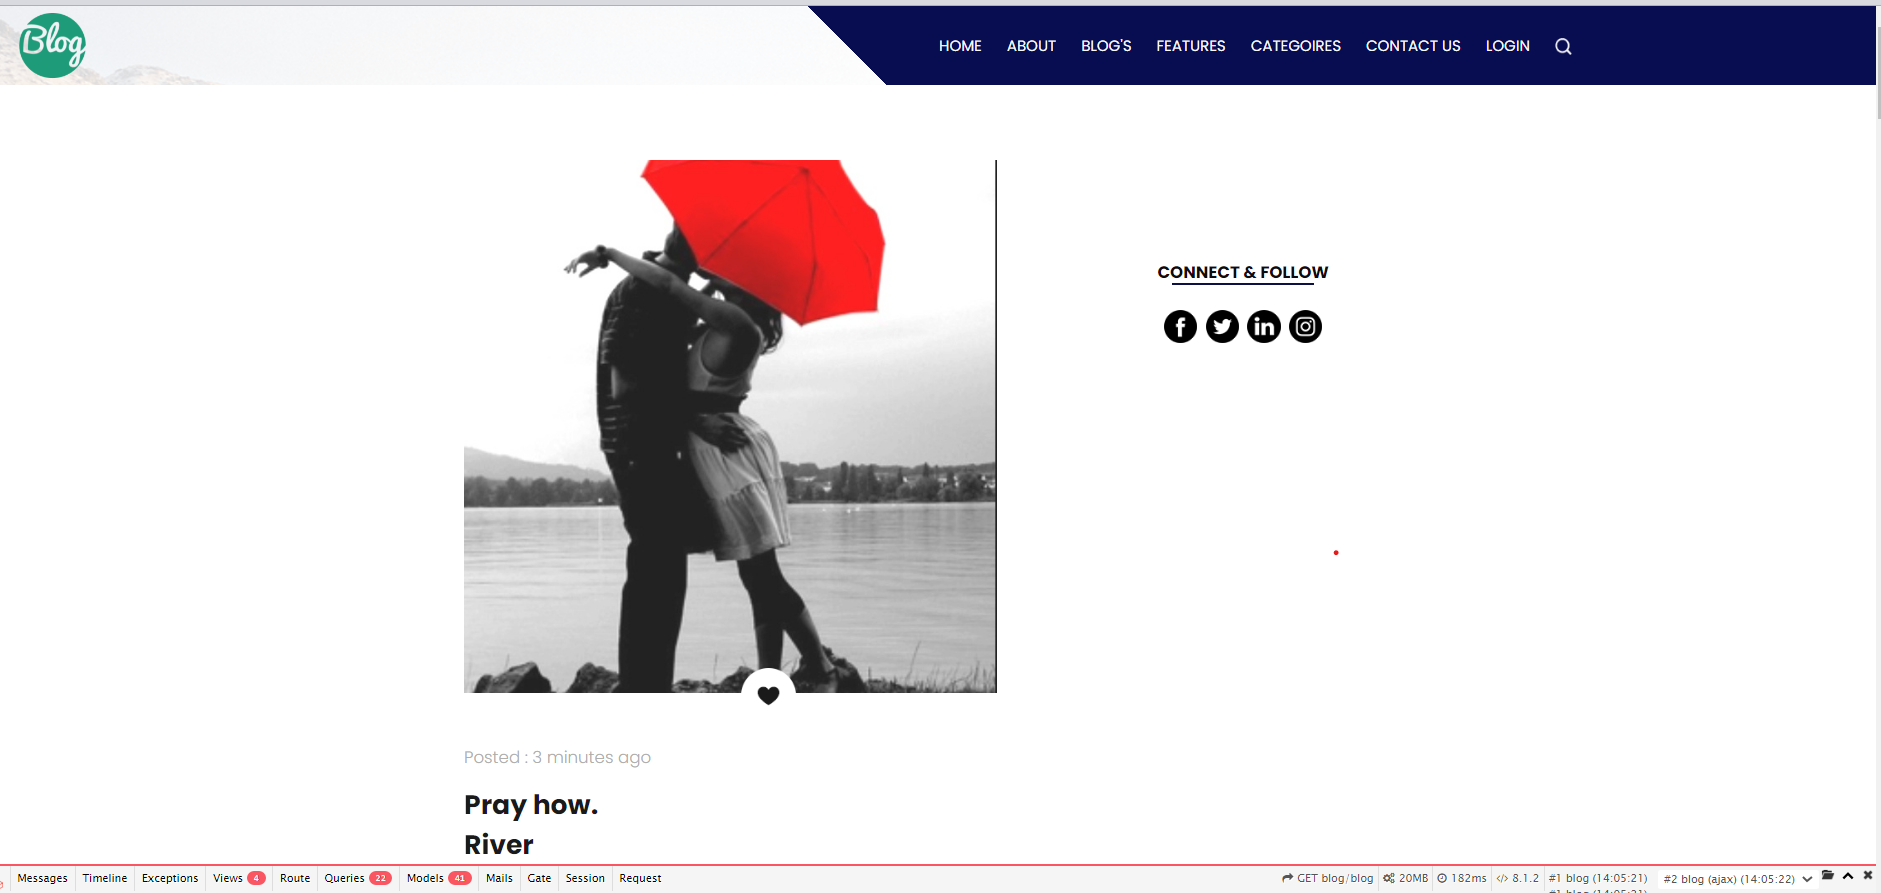 Blog
HOME ABOUT BLOG'S FEATURES CATEGOIRES CONTACT US LOGIN
CONNECT & FOLLOW
Posted : 3 minutes ago
Pray how.
River
Messages Timeline Exceptions Views 4 Route Queries 22 Models 41 Mails Gate Session Request GET blog/blog 20MB 182ms 8.1.2 #1 blog (14:05:21) #2 blog (ajax) (14:05:22)